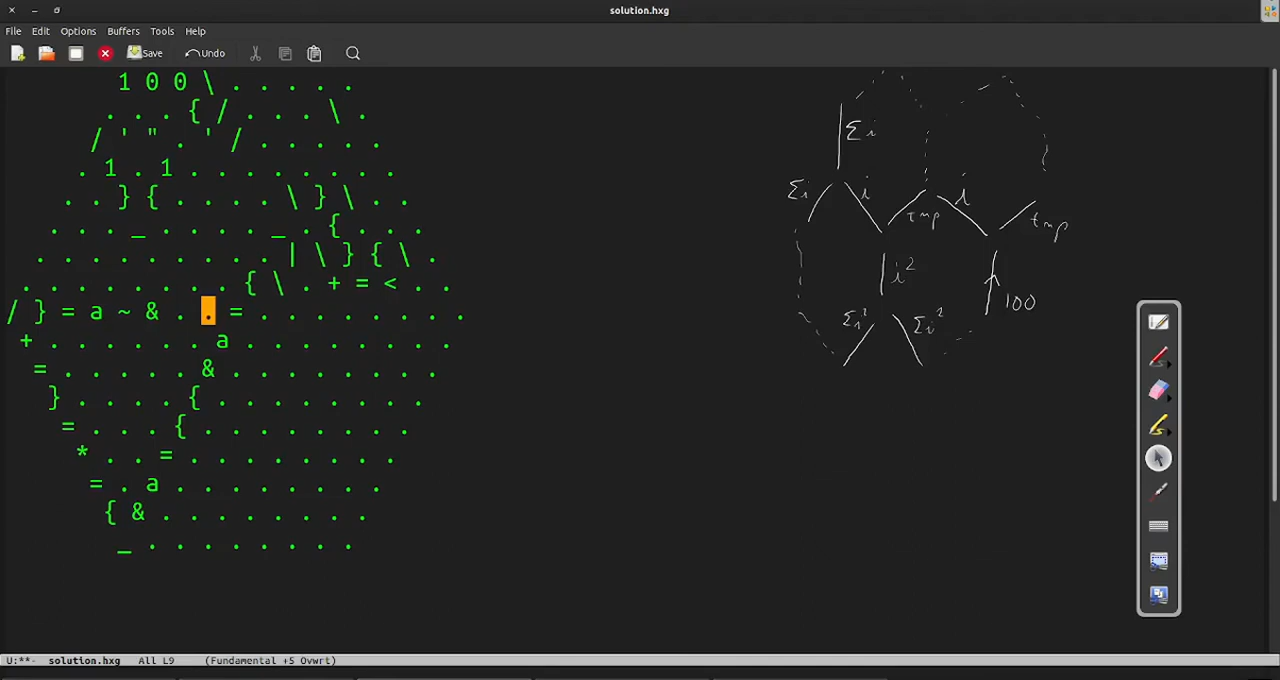 solution.hxg
File Edit Options Buffers Tools Help
Save Undo
1 0 0 \ . . . . .
. . . { / . . . \ .
/ ' " . ' / . . . . .
. 1 . 1 . . . . . . . .
. . } { . . . . \ } \ . .
. . . _ . . . . _ . { . . .
. . . . . . . . . | \ } { \ .
. . . . . . . . { \ . + = < . .
/ } = a ~ & . . = . . . . . . . .
+ . . . . . . a . . . . . . . .
= . . . . . & . . . . . . . .
} . . . . { . . . . . . . .
= . . . { . . . . . . . .
* . . = . . . . . . . .
= . a . . . . . . . .
{ & . . . . . . . .
_ . . . . . . . .
Σi
Σi i tmp i tmp
i²
100
Σi² Σi²
U:**- solution.hxg All L9 (Fundamental +5 Ovwrt)